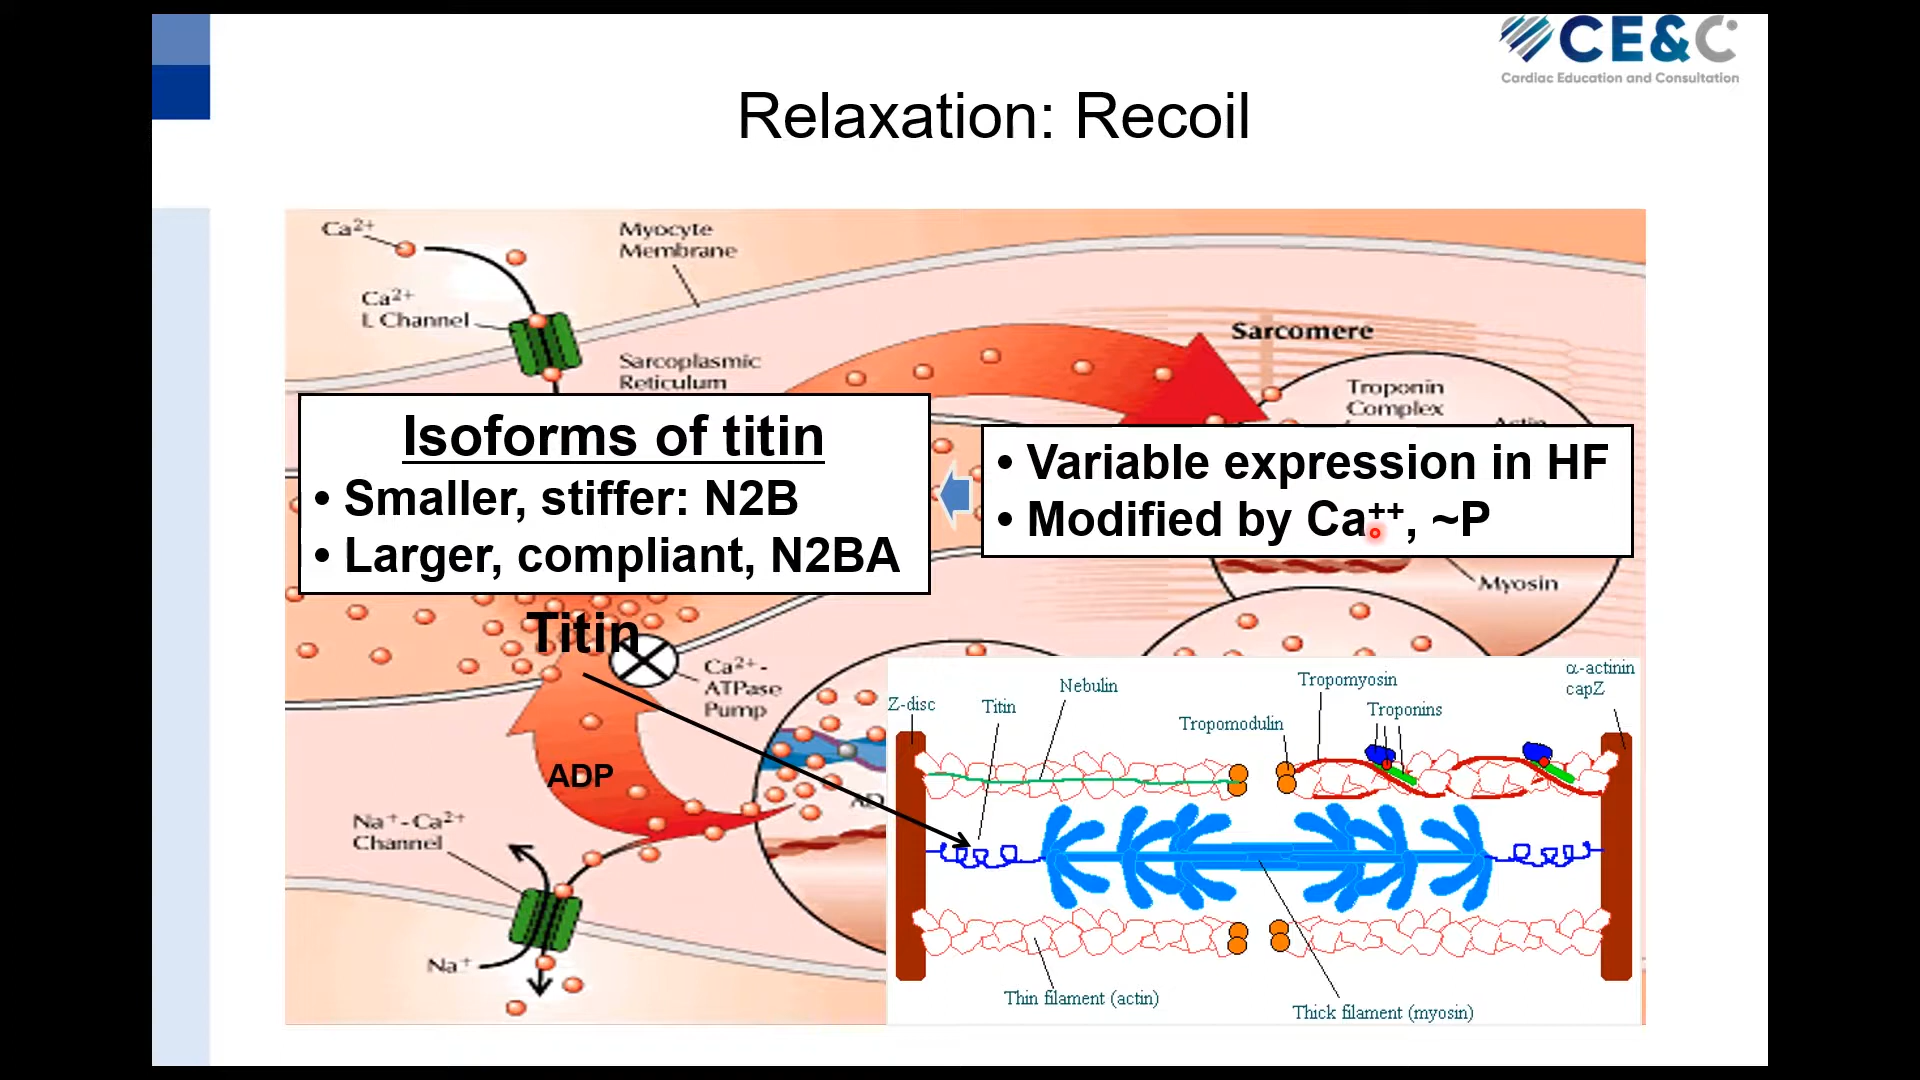 CE&C
Cardiac Education and Consultation
Relaxation: Recoil
Ca2+
Myocyte
Membrane
Ca2+
L Channel
Sarcoplasmic
Reticulum
Sarcomere
Troponin
Complex
Actin
Isoforms of titin
• Smaller, stiffer: N2B
• Larger, compliant, N2BA
• Variable expression in HF
• Modified by Ca++, ~P
Myosin
Titin
Ca2+-
ATPase
Pump
ADP
Na+-Ca2+
Channel
Na+
Z-disc
Titin
Nebulin
Tropomodulin
Tropomyosin
Troponins
α-actinin
capZ
Thin filament (actin)
Thick filament (myosin)